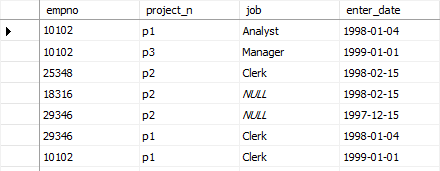 empno project_n job enter_date
10102 p1 Analyst 1998-01-04
10102 p3 Manager 1999-01-01
25348 p2 Clerk 1998-02-15
18316 p2 NULL 1998-02-15
29346 p2 NULL 1997-12-15
29346 p1 Clerk 1998-01-04
10102 p1 Clerk 1999-01-01